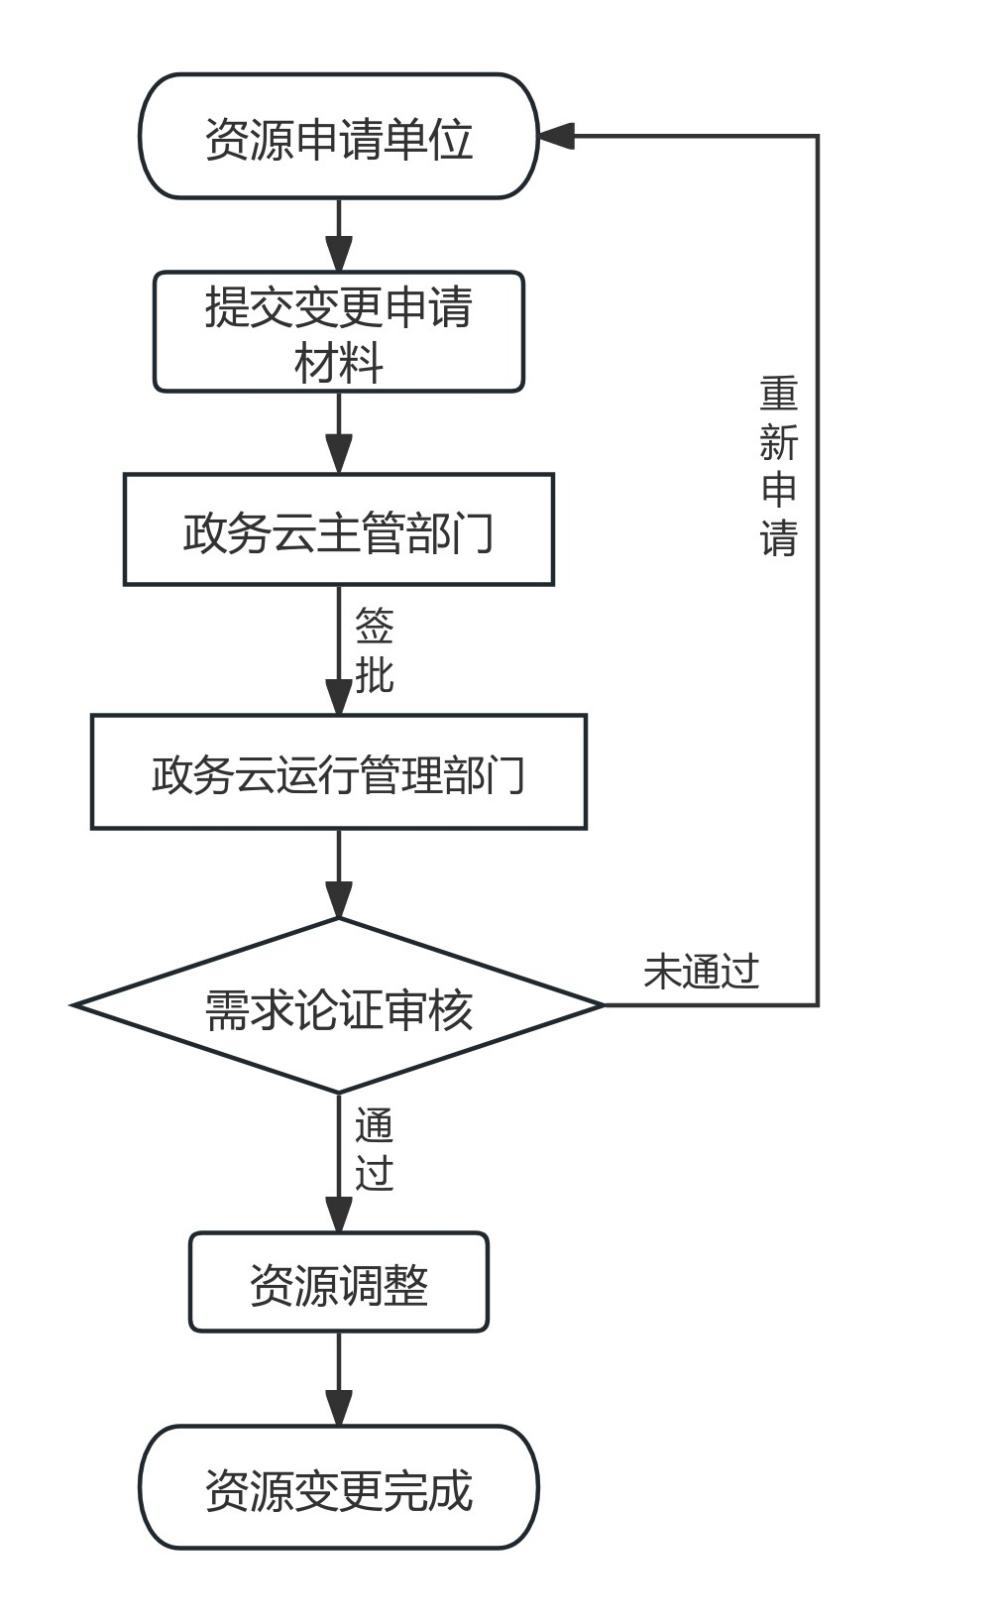 资源申请单位
提交变更申请
材料
政务云主管部门
签
批
政务云运行管理部门
需求论证审核
未通过
重
新
申
请
通
过
资源调整
资源变更完成